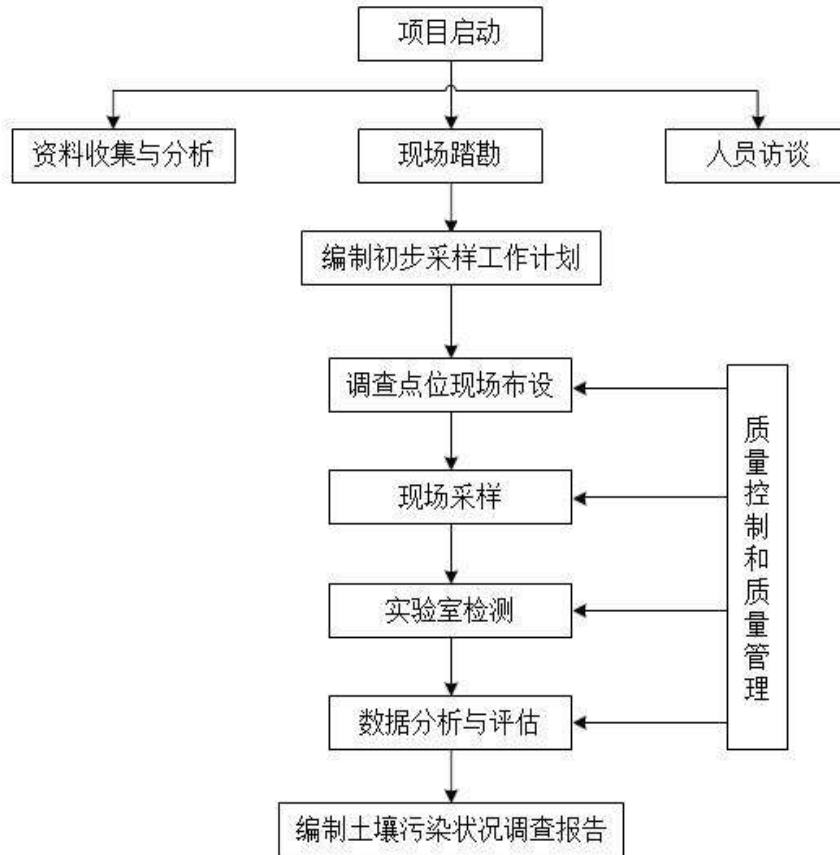 项目启动
资料收集与分析
现场踏勘
人员访谈
编制初步采样工作计划
调查点位现场布设
现场采样
实验室检测
数据分析与评估
质量控制和质量管理
编制土壤污染状况调查报告